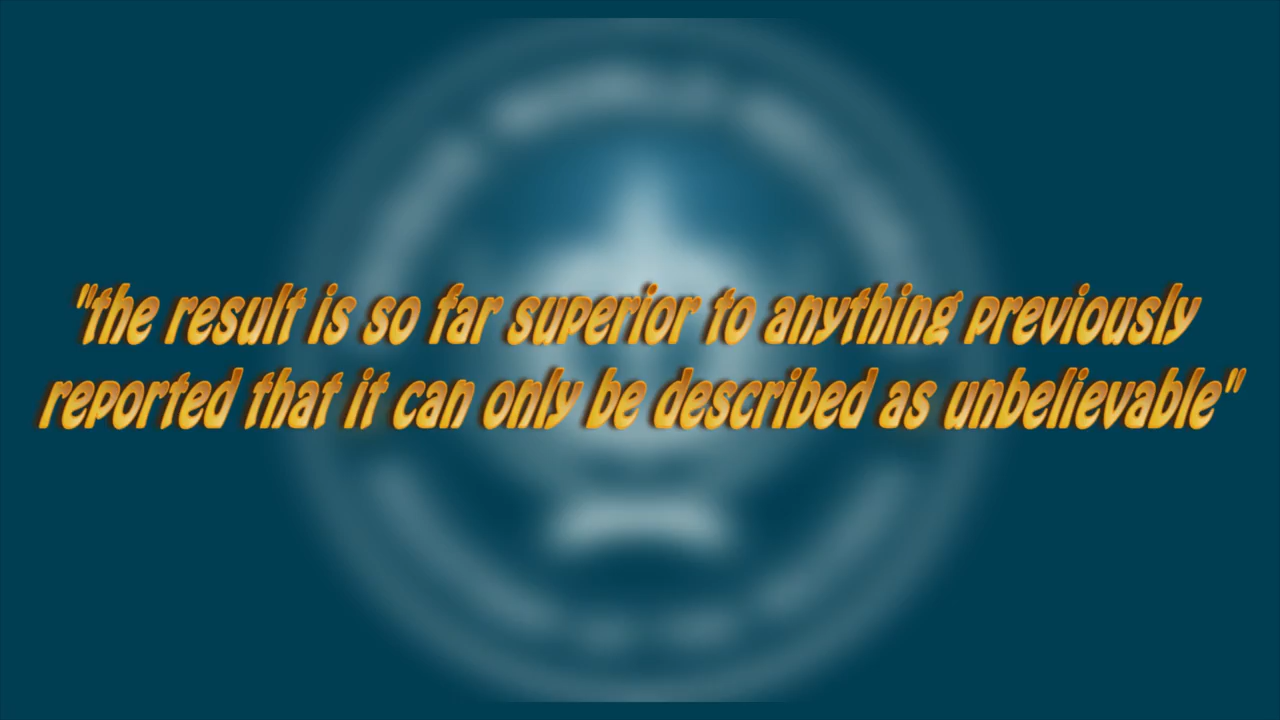 "the result is so far superior to anything previously
reported that it can only be described as unbelievable"